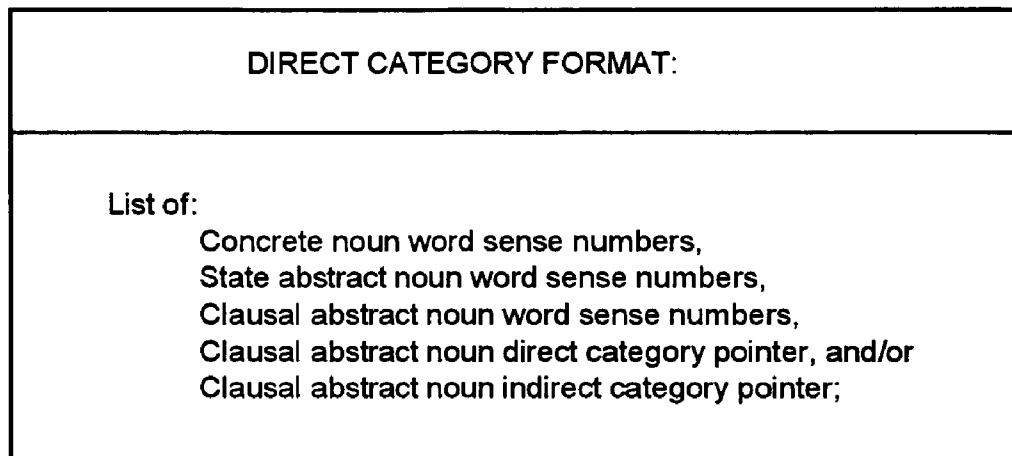 DIRECT CATEGORY FORMAT:
List of:
Concrete noun word sense numbers,
State abstract noun word sense numbers,
Clausal abstract noun word sense numbers,
Clausal abstract noun direct category pointer, and/or
Clausal abstract noun indirect category pointer;